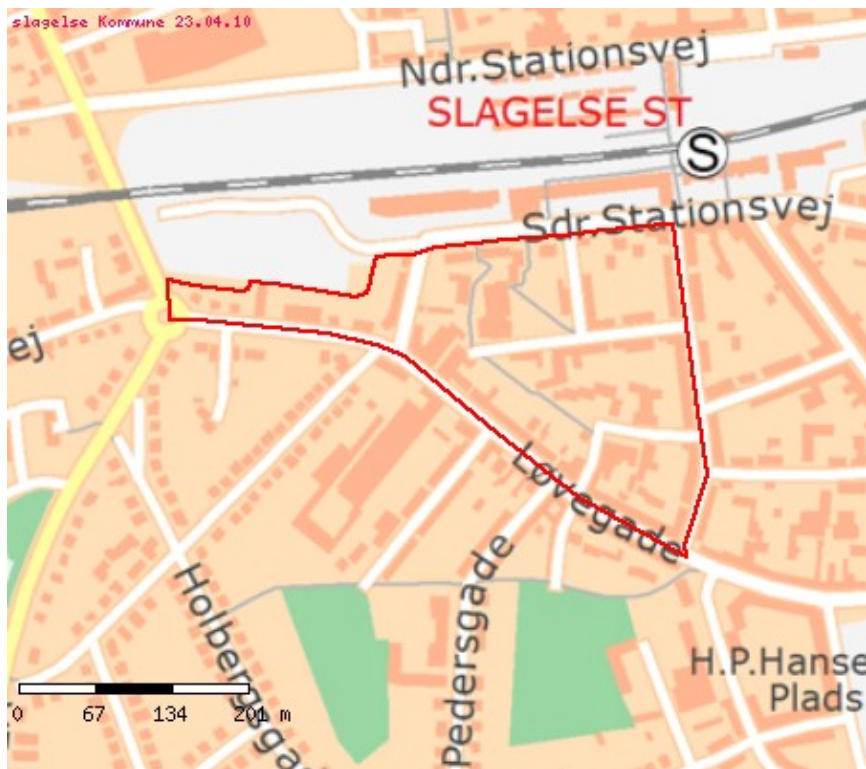 slagelse Kommune 23.04.10
Ndr.Stationsvej
SLAGELSE ST
S
Sdr.Stationsvej
ej
Løvegade
Holbergsgade
Pedersgade
H.P.Hanse
Plads
0 67 134 201 m